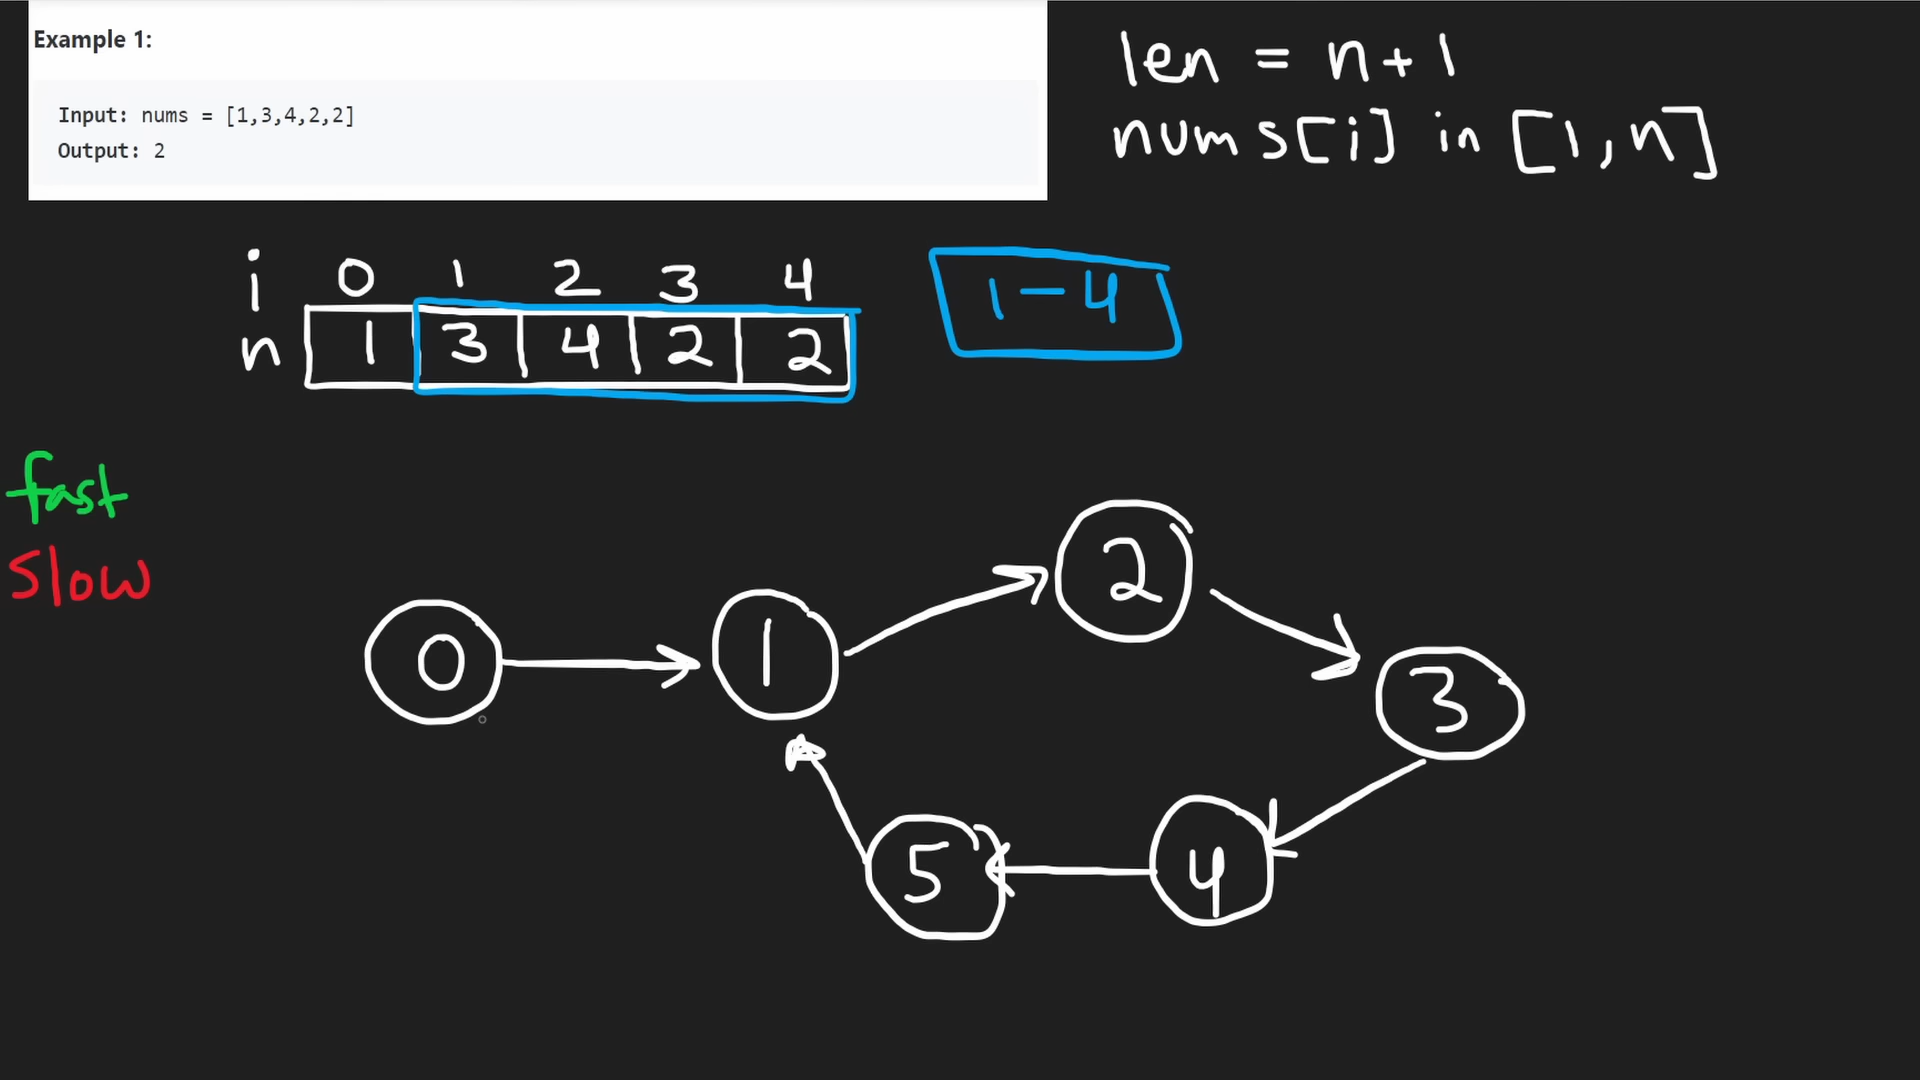 Example 1:
Input: nums = [1,3,4,2,2]
Output: 2
len = n+1
nums[i] in [1,n]
i 0 1 2 3 4
n 1 3 4 2 2
1-4
fast
slow
2
0
1
3
5
4